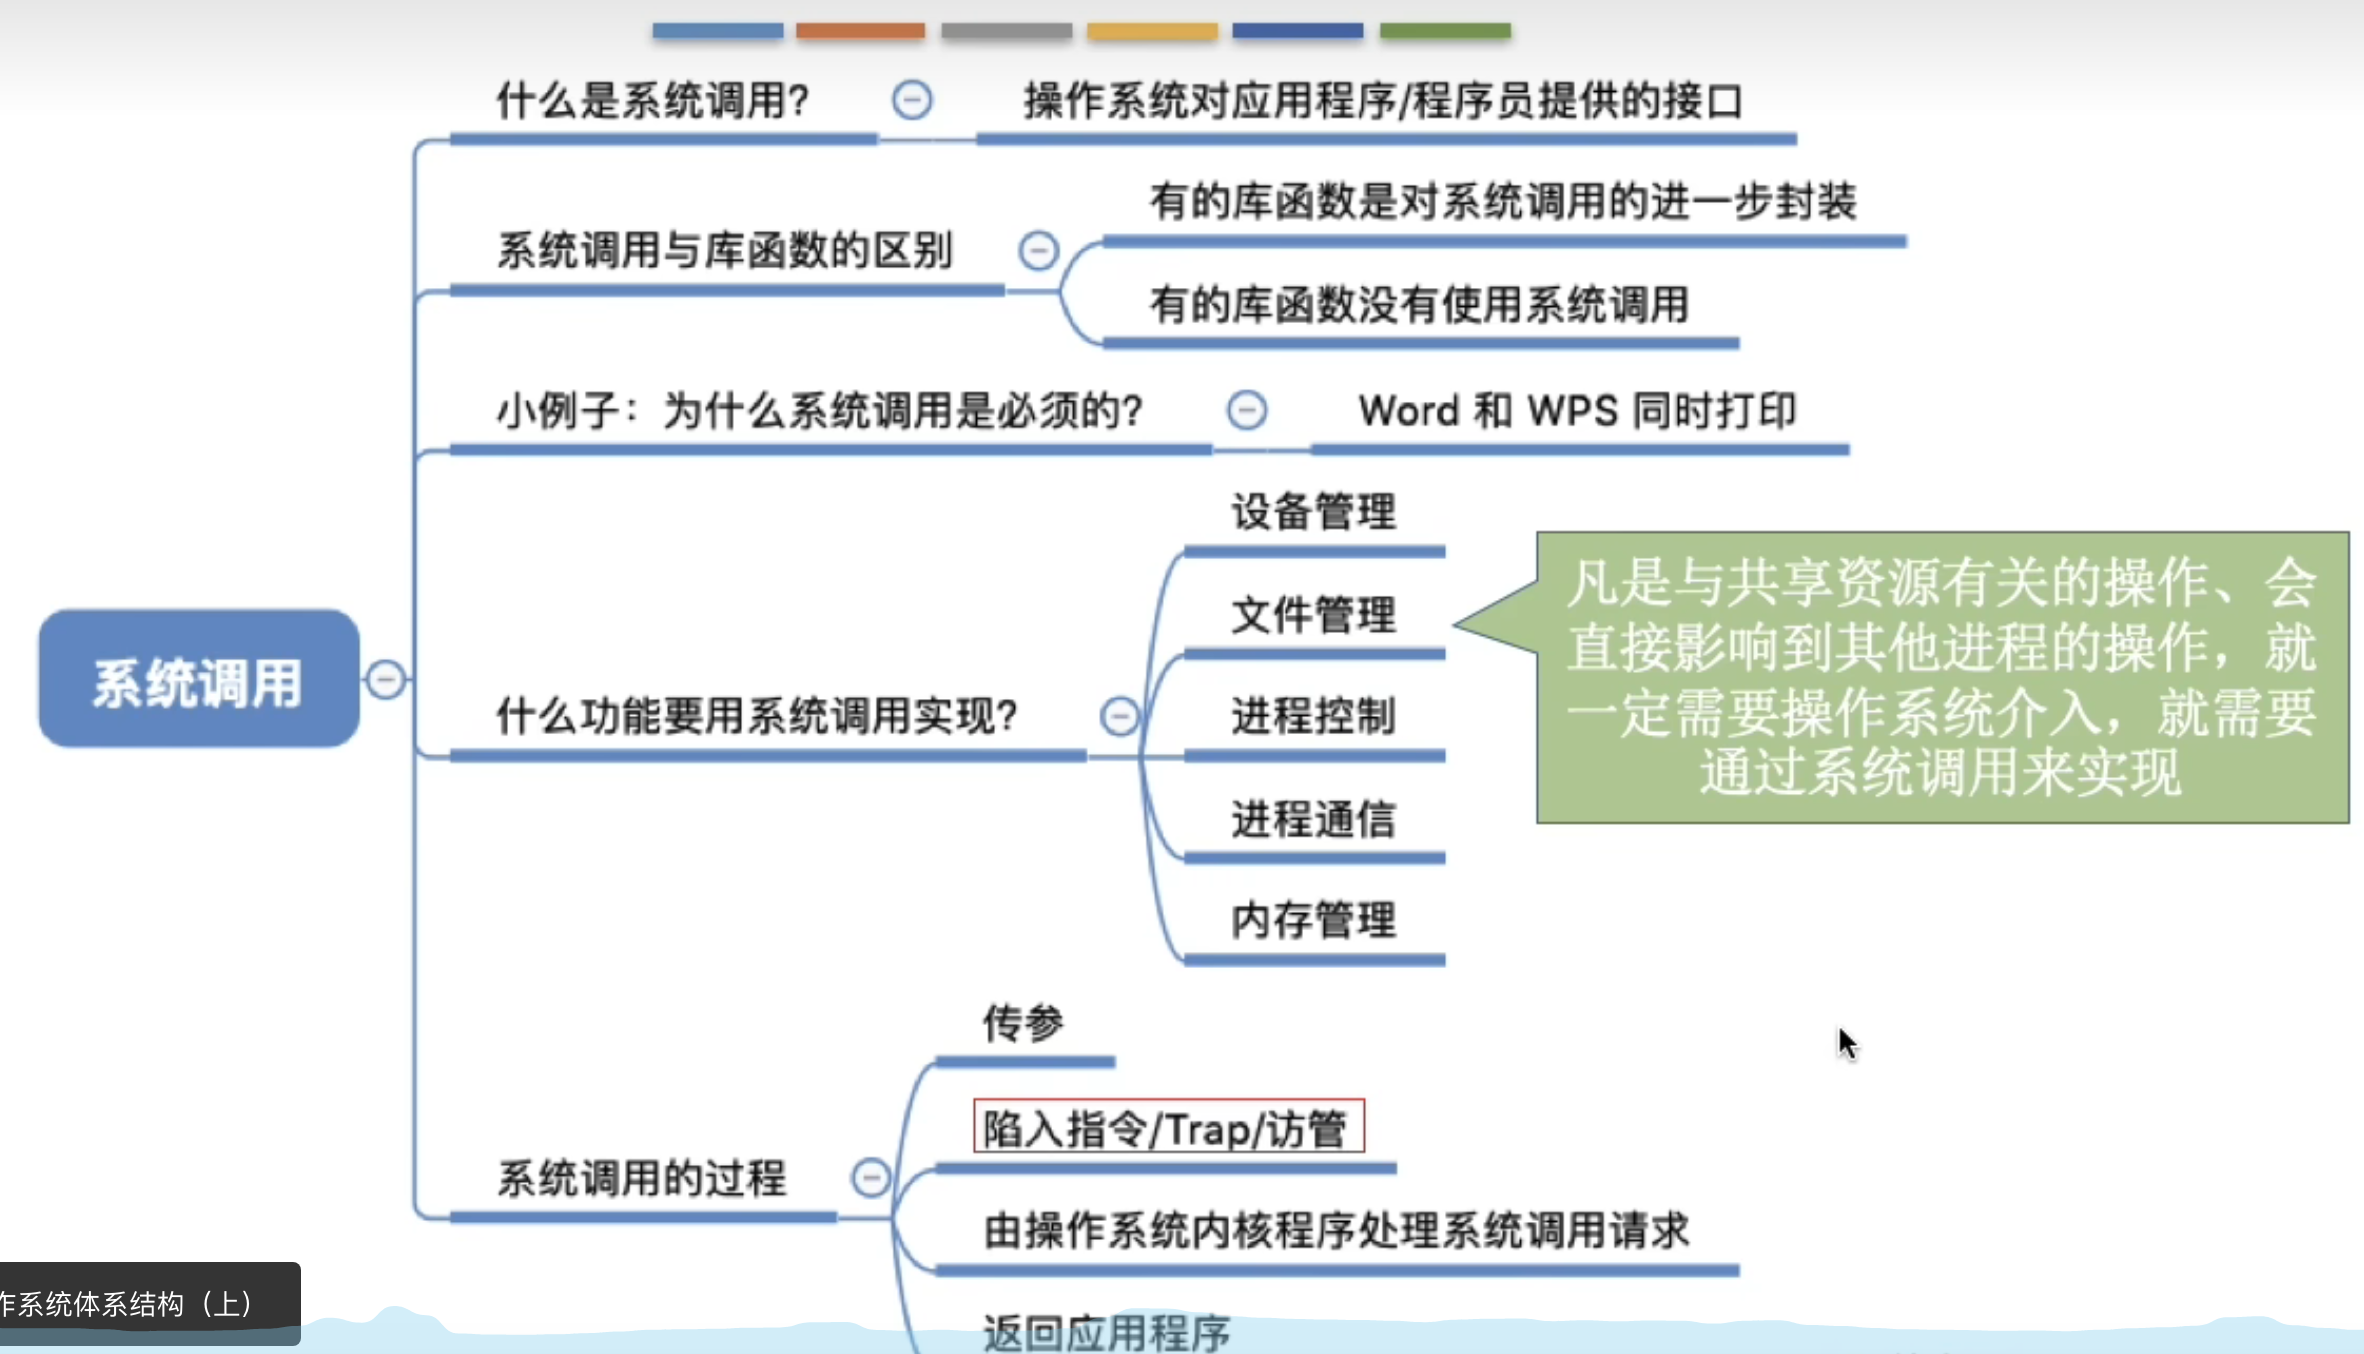 什么是系统调用?
操作系统对应用程序/程序员提供的接口
系统调用与库函数的区别
有的库函数是对系统调用的进一步封装
有的库函数没有使用系统调用
小例子：为什么系统调用是必须的?
Word 和 WPS 同时打印
系统调用
什么功能要用系统调用实现?
设备管理
文件管理
进程控制
进程通信
内存管理
凡是与共享资源有关的操作、会
直接影响到其他进程的操作，就
一定需要操作系统介入，就需要
通过系统调用来实现
系统调用的过程
传参
陷入指令/Trap/访管
由操作系统内核程序处理系统调用请求
返回应用程序
作系统体系结构（上）